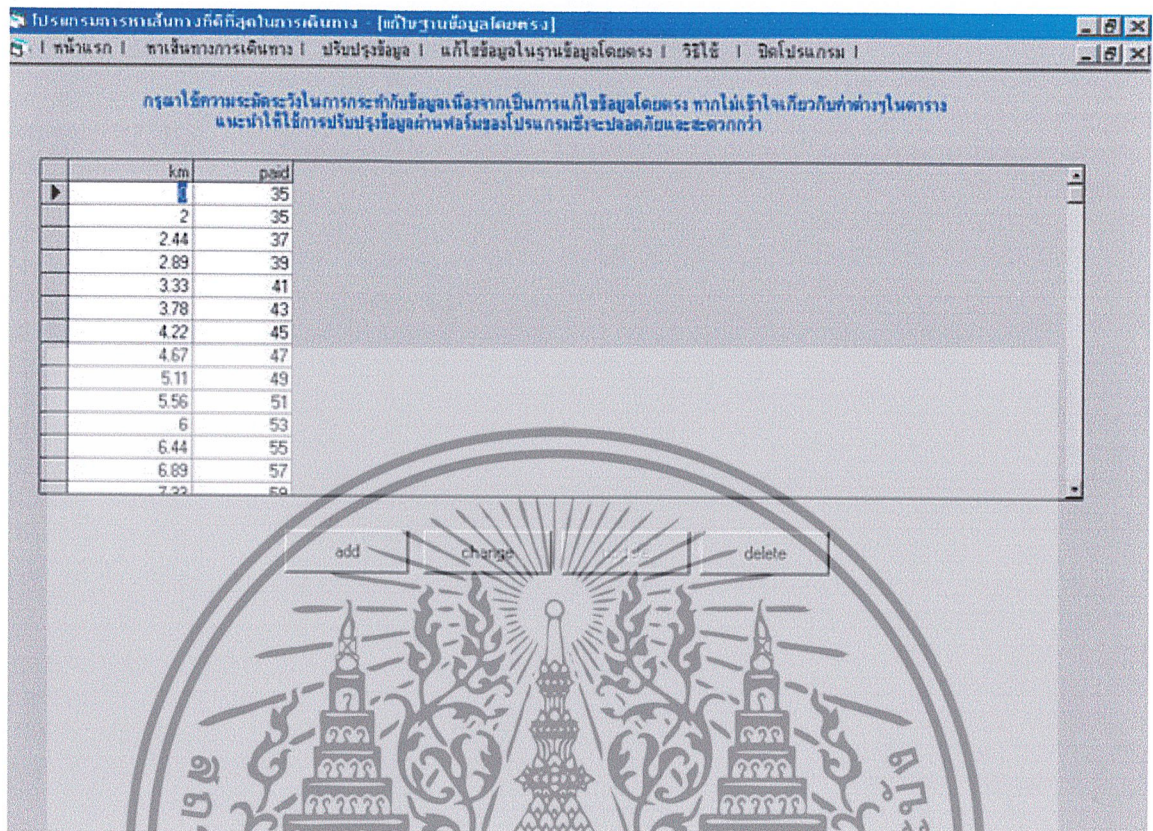 โปรแกรมการหาเส้นทางที่ดีที่สุดในการเดินทาง - [แก้ไขฐานข้อมูลโดยตรง]
| หน้าแรก | หาเส้นทางการเดินทาง | ปรับปรุงข้อมูล | แก้ไขข้อมูลในฐานข้อมูลโดยตรง | วิธีใช้ | ปิดโปรแกรม |
กรุณาใช้ความระมัดระวังในการกระทำกับข้อมูลเนื่องจากเป็นการแก้ไขข้อมูลโดยตรง หากไม่เข้าใจเกี่ยวกับค่าต่างๆในตาราง
แนะนำให้ใช้การปรับปรุงข้อมูลผ่านฟอร์มของโปรแกรมซึ่งจะปลอดภัยและสะดวกกว่า
km paid
35
2 35
2.44 37
2.89 39
3.33 41
3.78 43
4.22 45
4.67 47
5.11 49
5.56 51
6 53
6.44 55
6.89 57
7.33 59
add change delete